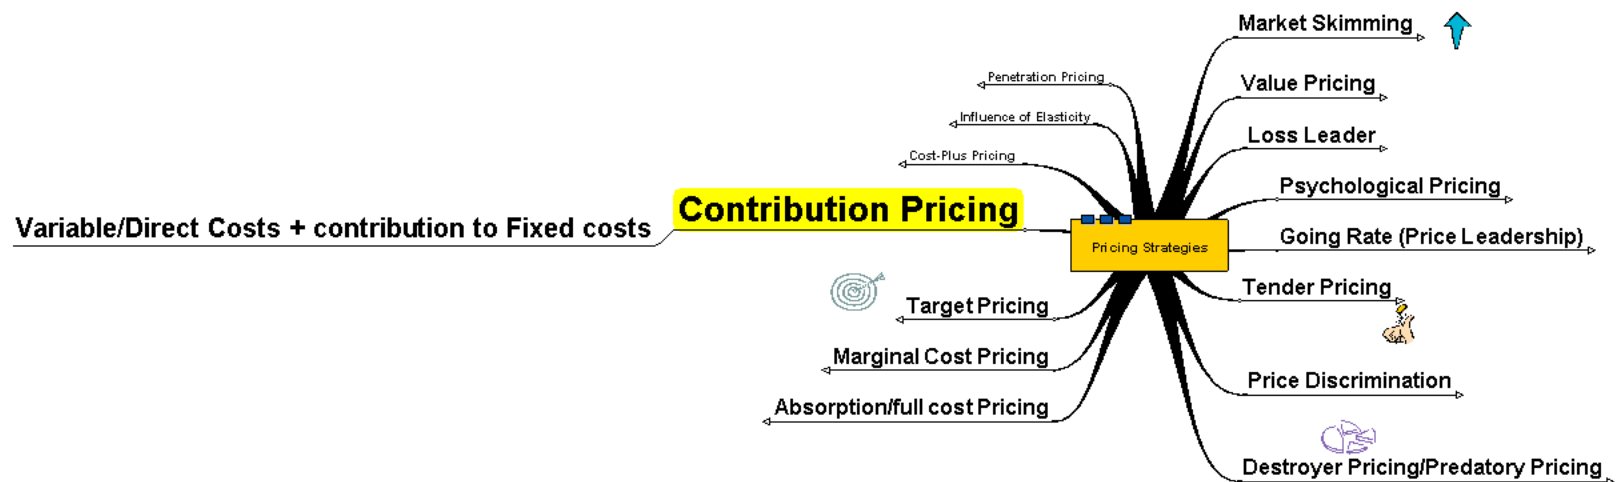 Market Skimming
Penetration Pricing
Value Pricing
Influence of Elasticity
Loss Leader
Cost-Plus Pricing
Psychological Pricing
Contribution Pricing
Variable/Direct Costs + contribution to Fixed costs
Pricing Strategies
Going Rate (Price Leadership)
Tender Pricing
Target Pricing
Marginal Cost Pricing
Price Discrimination
Absorption/full cost Pricing
Destroyer Pricing/Predatory Pricing